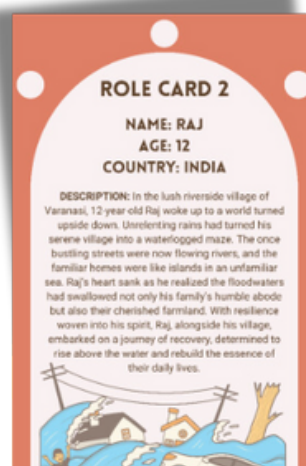 ROLE CARD 2
NAME: RAJ
AGE: 12
COUNTRY: INDIA
DESCRIPTION: In the lush riverside village of
Varanasi, 12-year-old Raj woke up to a world turned
upside down. Unrelenting rains had turned his
serene village into a waterlogged maze. The once
bustling streets were now flowing rivers, and the
familiar homes were like islands in an unfamiliar
sea. Raj's heart sank as he realized the floodwaters
had swallowed not only his family's humble abode
but also their cherished farmland. With resilience
woven into his spirit, Raj, alongside his village,
embarked on a journey of recovery, determined to
rise above the water and rebuild the essence of
their daily lives.